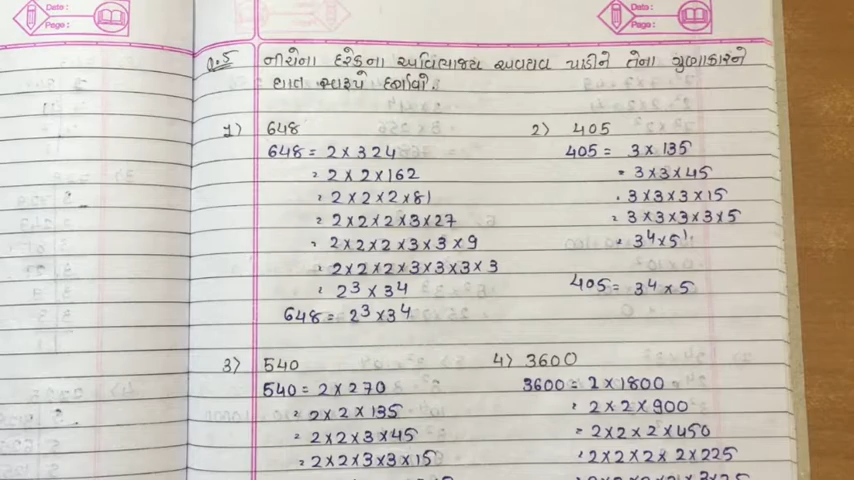 Date :
Page :
Date :
Page :
Q.5 નીચેના દરેકના અવિભાજ્ય અવયવ પાડીને તેના ગુણાકારને
ઘાત સ્વરૂપે દર્શાવો.
1) 648
648 = 2 × 324
= 2 × 2 × 162
= 2 × 2 × 2 × 81
= 2 × 2 × 2 × 3 × 27
= 2 × 2 × 2 × 3 × 3 × 9
= 2 × 2 × 2 × 3 × 3 × 3 × 3
= 2³ × 3⁴
648 = 2³ × 3⁴
2) 405
405 = 3 × 135
= 3 × 3 × 45
= 3 × 3 × 3 × 15
= 3 × 3 × 3 × 3 × 5
= 3⁴ × 5¹
405 = 3⁴ × 5
3) 540
540 = 2 × 270
= 2 × 2 × 135
= 2 × 2 × 3 × 45
= 2 × 2 × 3 × 3 × 15
4) 3600
3600 = 2 × 1800
= 2 × 2 × 900
= 2 × 2 × 2 × 450
= 2 × 2 × 2 × 2 × 225